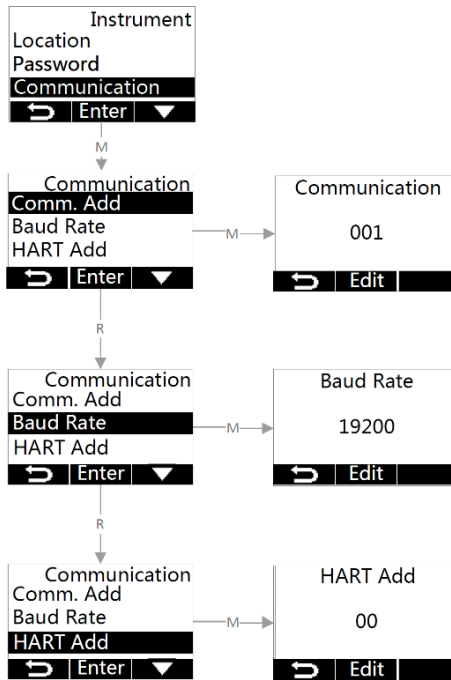 Instrument
Location
Password
Communication
Enter
M
Communication
Comm. Add
Baud Rate
HART Add
Enter
M
Communication
001
Edit
R
Communication
Comm. Add
Baud Rate
HART Add
Enter
M
Baud Rate
19200
Edit
R
Communication
Comm. Add
Baud Rate
HART Add
Enter
M
HART Add
00
Edit